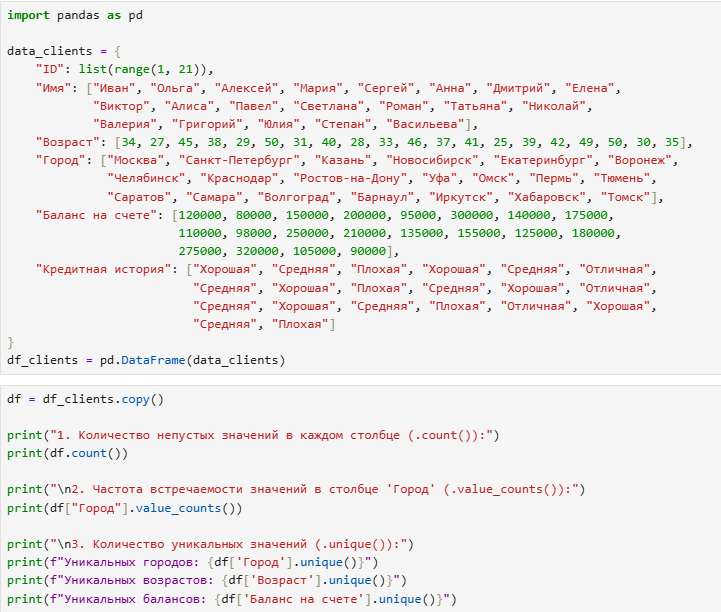 import pandas as pd
data_clients = {
    "ID": list(range(1, 21)),
    "Имя": ["Иван", "Ольга", "Алексей", "Мария", "Сергей", "Анна", "Дмитрий", "Елена",
            "Виктор", "Алиса", "Павел", "Светлана", "Роман", "Татьяна", "Николай",
            "Валерия", "Григорий", "Юлия", "Степан", "Васильева"],
    "Возраст": [34, 27, 45, 38, 29, 50, 31, 40, 28, 33, 46, 37, 41, 25, 39, 42, 49, 50, 30, 35],
    "Город": ["Москва", "Санкт-Петербург", "Казань", "Новосибирск", "Екатеринбург", "Воронеж",
              "Челябинск", "Краснодар", "Ростов-на-Дону", "Уфа", "Омск", "Пермь", "Тюмень",
              "Саратов", "Самара", "Волгоград", "Барнаул", "Иркутск", "Хабаровск", "Томск"],
    "Баланс на счете": [120000, 80000, 150000, 200000, 95000, 300000, 140000, 175000,
                        110000, 98000, 250000, 210000, 135000, 155000, 125000, 180000,
                        275000, 320000, 105000, 90000],
    "Кредитная история": ["Хорошая", "Средняя", "Плохая", "Хорошая", "Средняя", "Отличная",
                          "Средняя", "Хорошая", "Плохая", "Средняя", "Хорошая", "Отличная",
                          "Средняя", "Хорошая", "Средняя", "Плохая", "Отличная", "Хорошая",
                          "Средняя", "Плохая"]
}
df_clients = pd.DataFrame(data_clients)
df = df_clients.copy()
print("1. Количество непустых значений в каждом столбце (.count()):")
print(df.count())
print("\n2. Частота встречаемости значений в столбце 'Город' (.value_counts()):")
print(df["Город"].value_counts())
print("\n3. Количество уникальных значений (.unique()):")
print(f"Уникальных городов: {df['Город'].unique()}")
print(f"Уникальных возрастов: {df['Возраст'].unique()}")
print(f"Уникальных балансов: {df['Баланс на счете'].unique()}")